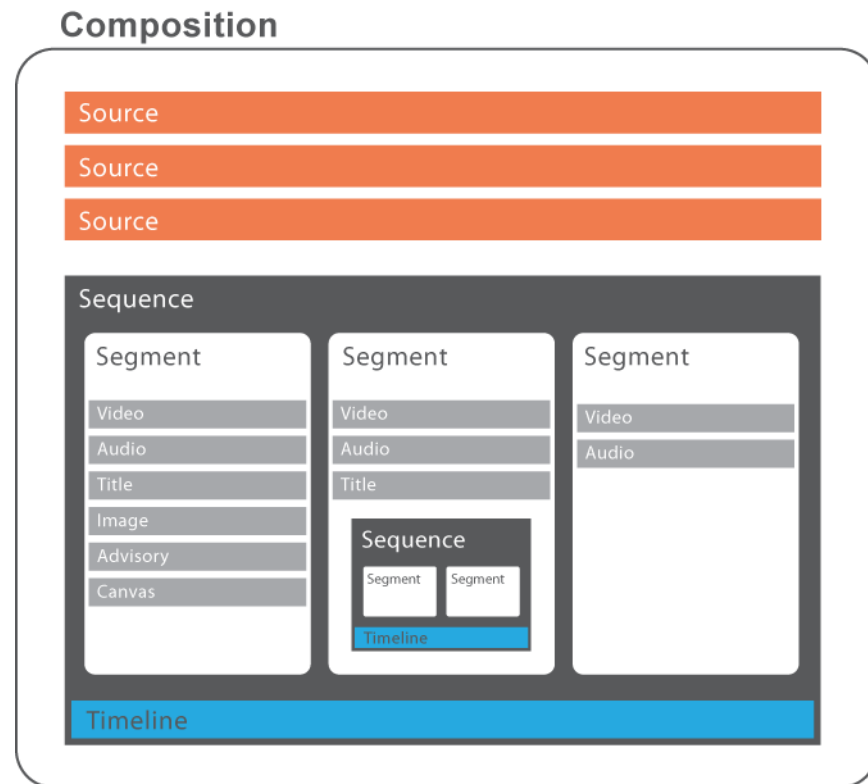 Composition
Source
Source
Source
Sequence
Segment
Video
Audio
Title
Image
Advisory
Canvas
Segment
Video
Audio
Title
Sequence
Segment
Segment
Timeline
Segment
Video
Audio
Timeline